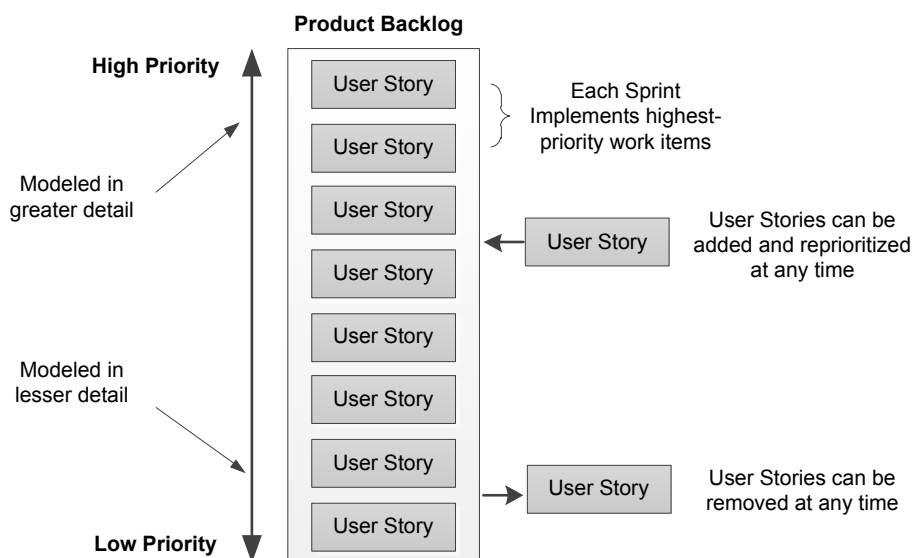 Product Backlog
High Priority
User Story
Each Sprint
Implements highest-
priority work items
User Story
Modeled in
greater detail
User Story
User Story
User Stories can be
added and reprioritized
at any time
User Story
User Story
Modeled in
lesser detail
User Story
User Story
User Story
User Stories can be
removed at any time
User Story
Low Priority